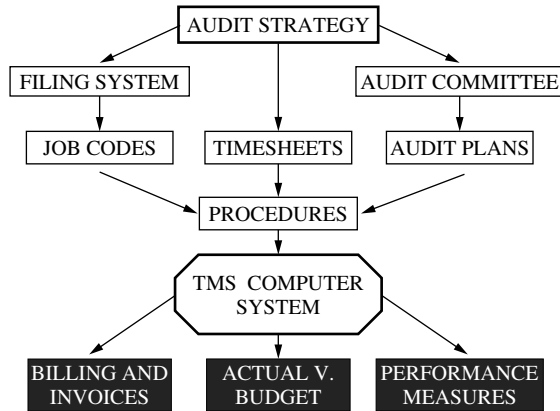 AUDIT STRATEGY
FILING SYSTEM
AUDIT COMMITTEE
JOB CODES
TIMESHEETS
AUDIT PLANS
PROCEDURES
TMS COMPUTER
SYSTEM
BILLING AND
INVOICES
ACTUAL V.
BUDGET
PERFORMANCE
MEASURES